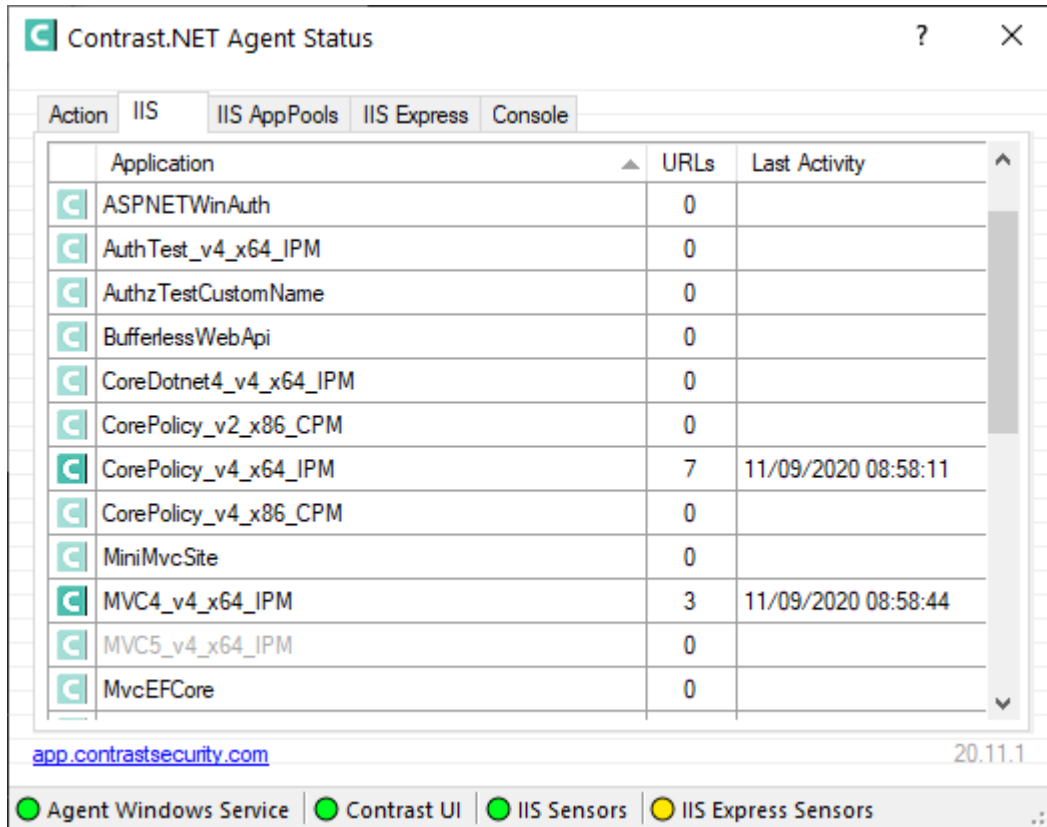 C Contrast.NET Agent Status ? ×
Action IIS IIS AppPools IIS Express Console
Application URLs Last Activity
C ASPNETWinAuth 0
C AuthTest_v4_x64_IPM 0
C AuthzTestCustomName 0
C BufferlessWebApi 0
C CoreDotnet4_v4_x64_IPM 0
C CorePolicy_v2_x86_CPM 0
C CorePolicy_v4_x64_IPM 7 11/09/2020 08:58:11
C CorePolicy_v4_x86_CPM 0
C MiniMvcSite 0
C MVC4_v4_x64_IPM 3 11/09/2020 08:58:44
C MVC5_v4_x64_IPM 0
C MvcEFCore 0
app.contrastsecurity.com 20.11.1
Agent Windows Service Contrast UI IIS Sensors IIS Express Sensors